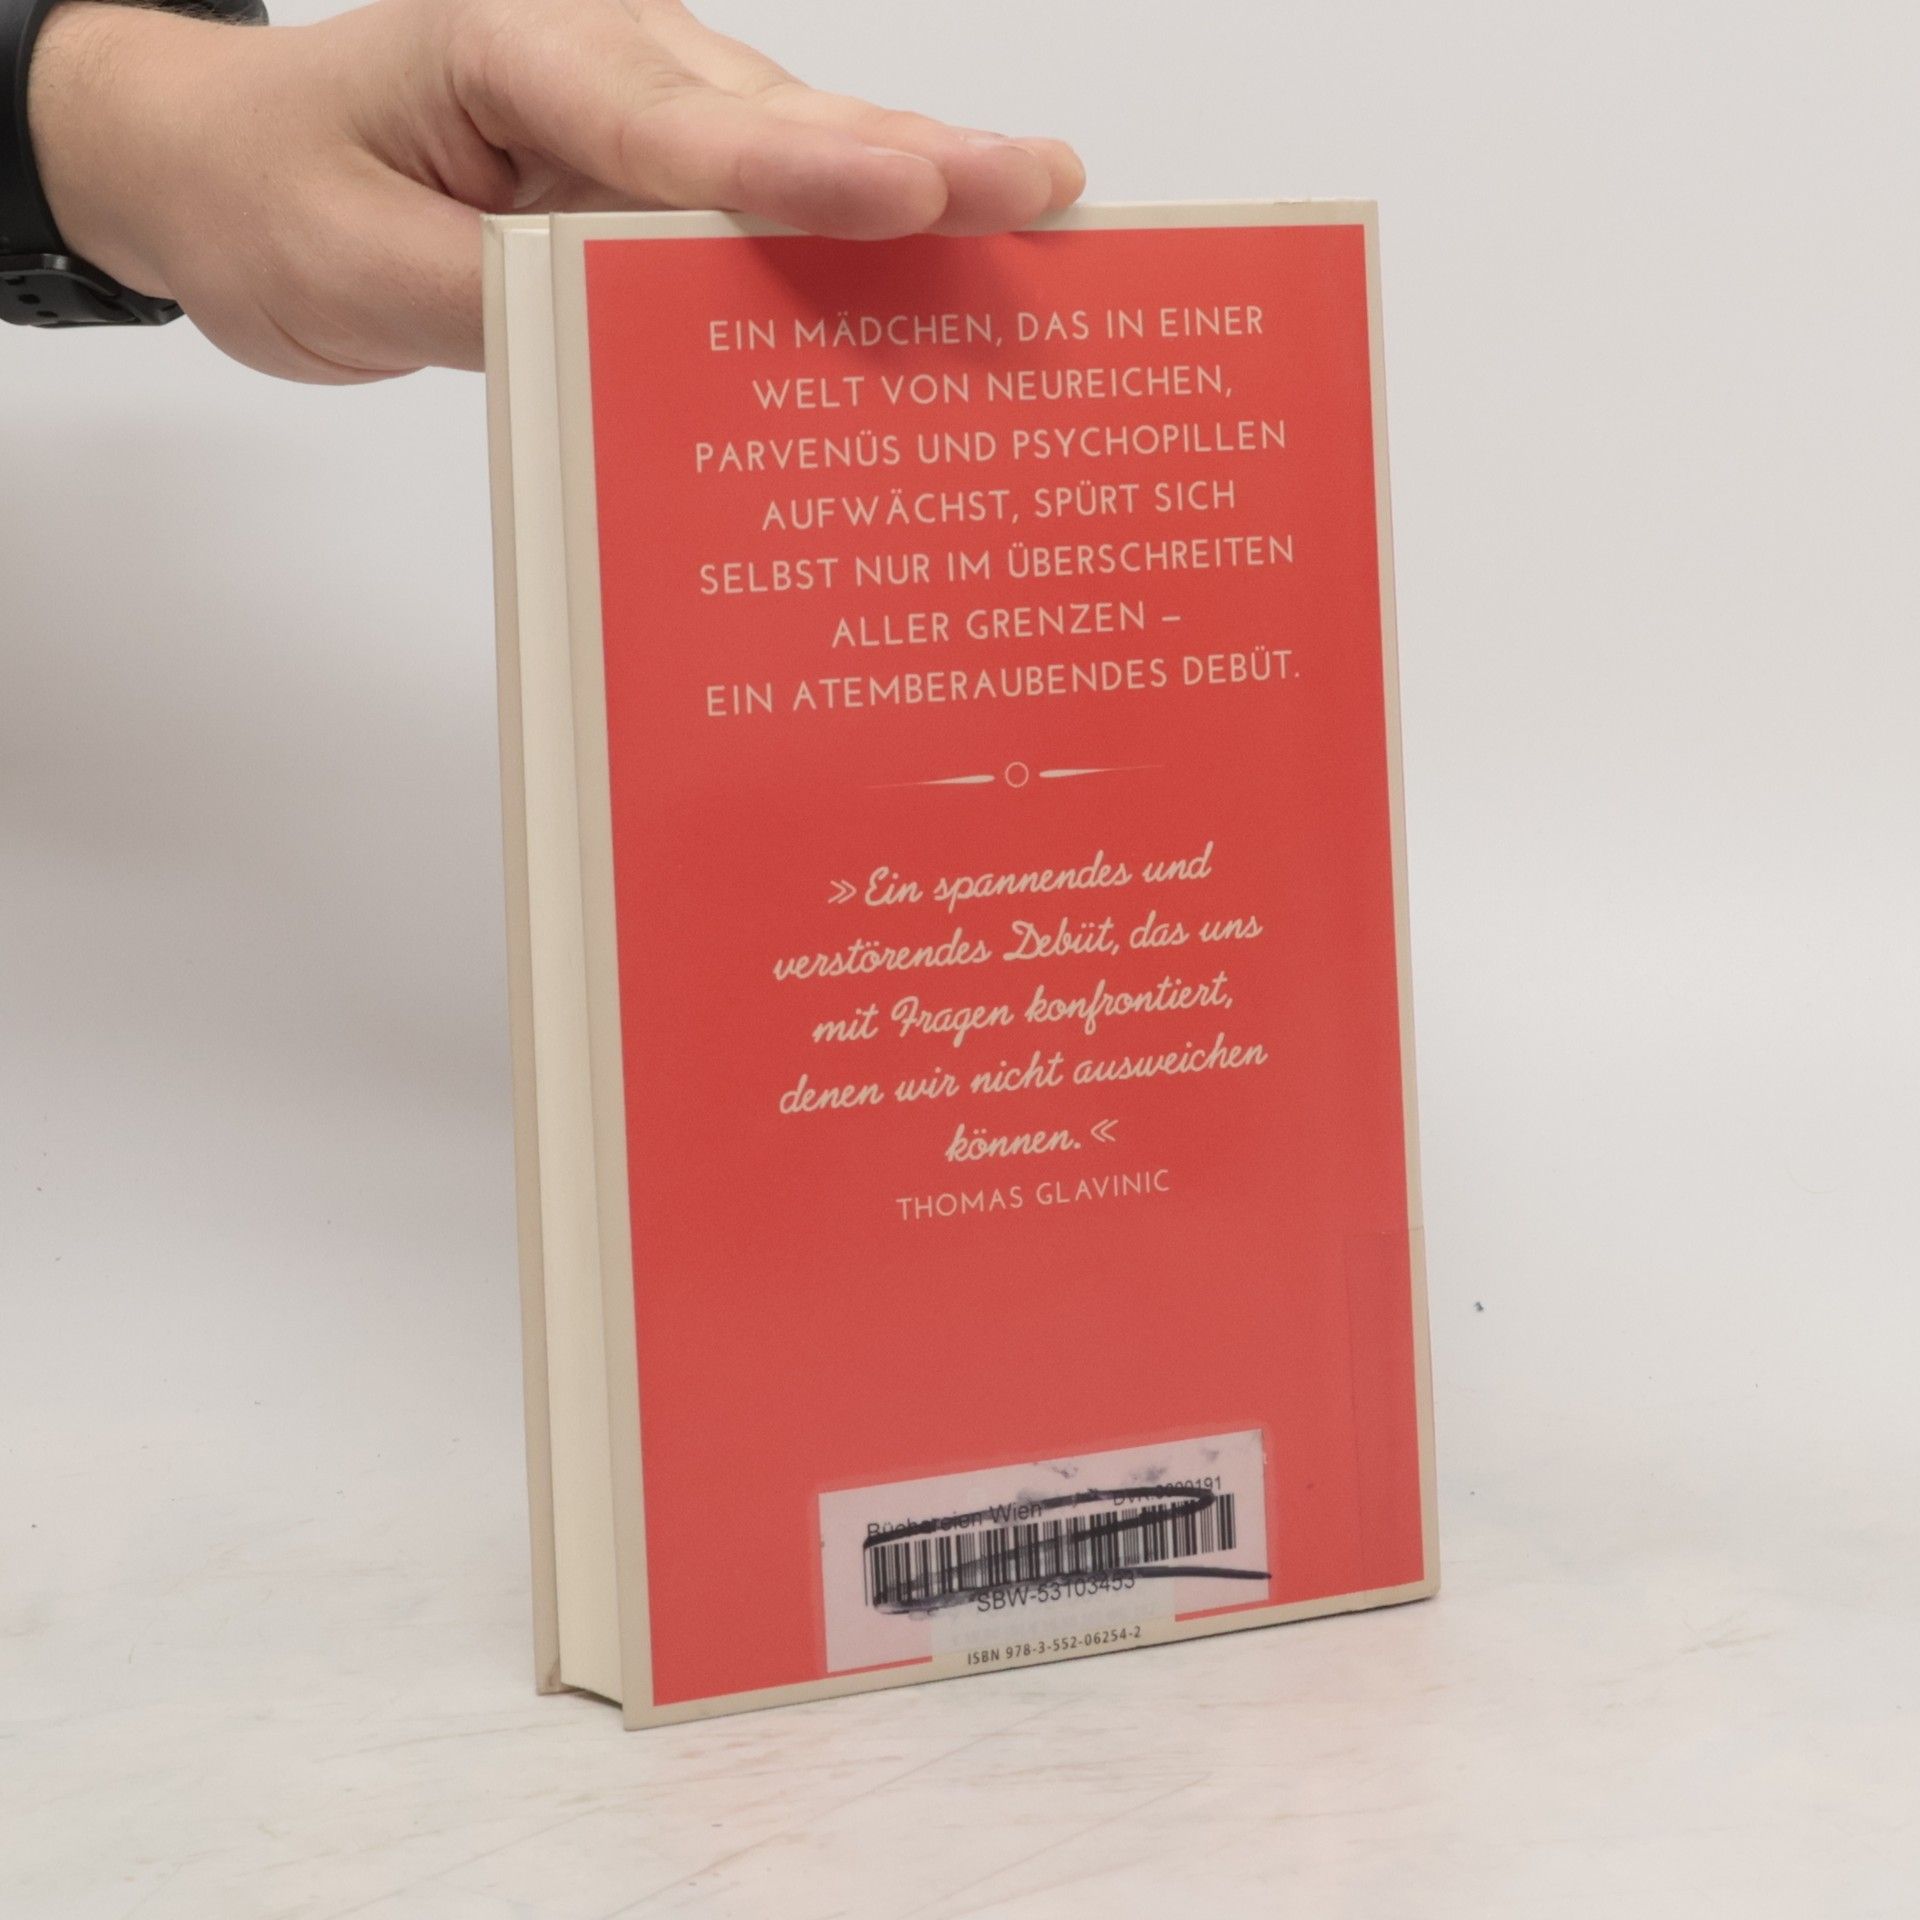 EIN MÄDCHEN, DAS IN EINER
WELT VON NEUREICHEN,
PARVENÜS UND PSYCHOPILLEN
AUFWÄCHST, SPÜRT SICH
SELBST NUR IM ÜBERSCHREITEN
ALLER GRENZEN –
EIN ATEMBERAUBENDES DEBÜT.
» Ein spannendes und
verstörendes Debüt, das uns
mit Fragen konfrontiert,
denen wir nicht ausweichen
können. «
THOMAS GLAVINIC
Büchereien Wien
SBW-53103453
ISBN 978-3-552-06254-2